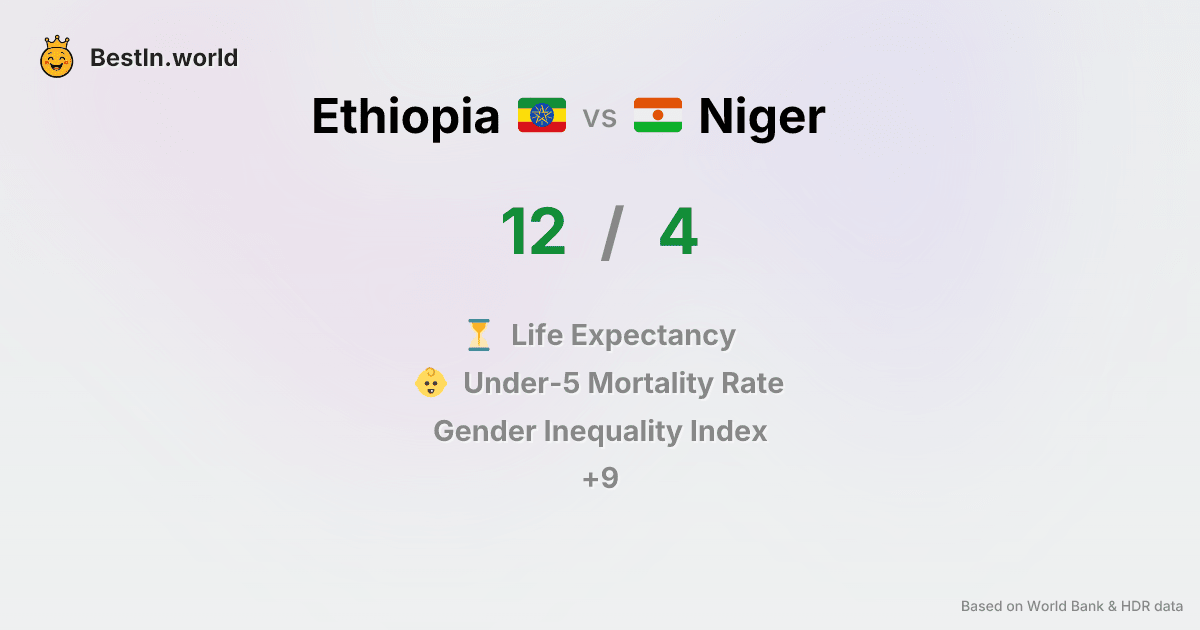 BestIn.world
Ethiopia vs Niger
12 / 4
Life Expectancy
Under-5 Mortality Rate
Gender Inequality Index
+9
Based on World Bank & HDR data